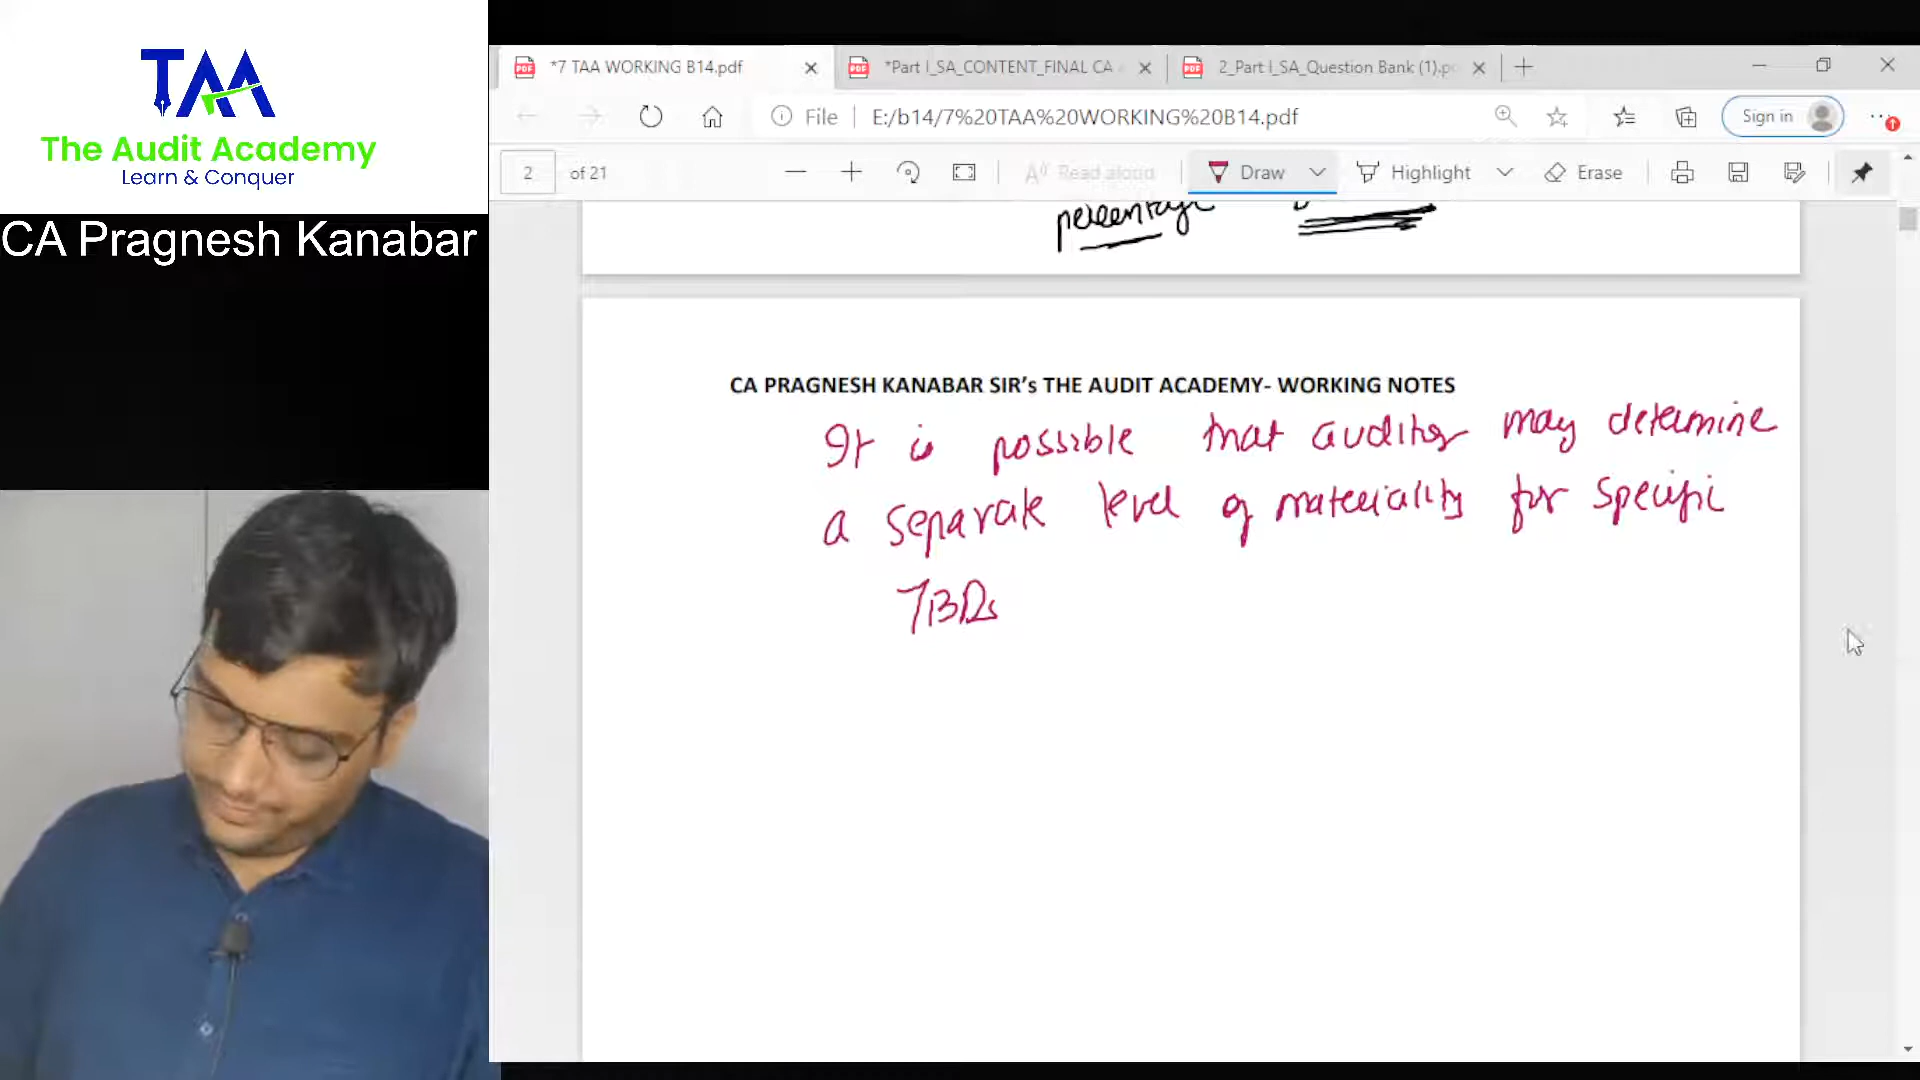 TAA
The Audit Academy
Learn & Conquer
CA Pragnesh Kanabar
*7 TAA WORKING B14.pdf
*Part I_SA_CONTENT_FINAL CA
2_Part I_SA_Question Bank (1).pd
File
E:/b14/7%20TAA%20WORKING%20B14.pdf
Sign in
2 of 21
Read aloud
Draw
Highlight
Erase
percentage
CA PRAGNESH KANABAR SIR's THE AUDIT ACADEMY- WORKING NOTES
It is possible that auditor may determine
a separate level of materiality for specific
TBDs